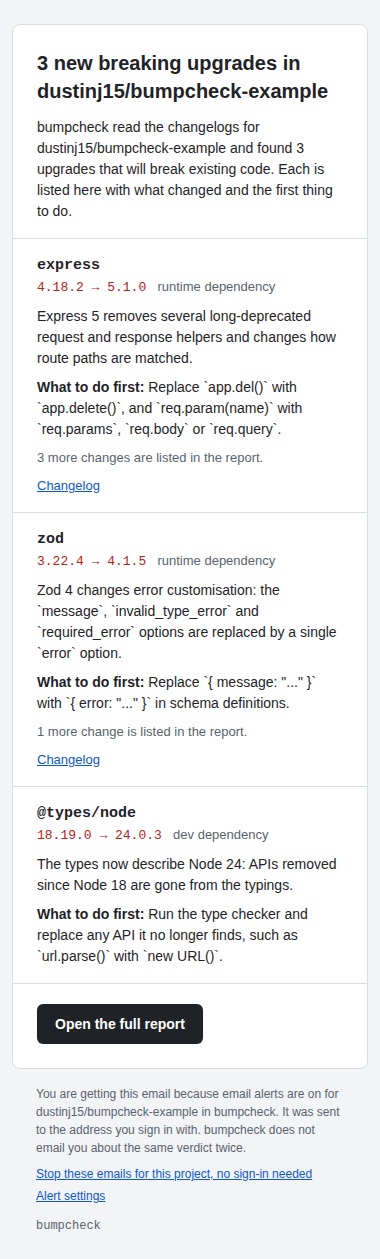 3 new breaking upgrades in
dustinj15/bumpcheck-example
bumpcheck read the changelogs for
dustinj15/bumpcheck-example and found 3
upgrades that will break existing code. Each is
listed here with what changed and the first thing
to do.
express
4.18.2 → 5.1.0 runtime dependency
Express 5 removes several long-deprecated
request and response helpers and changes how
route paths are matched.
What to do first: Replace `app.del()` with
`app.delete()`, and `req.param(name)` with
`req.params`, `req.body` or `req.query`.
3 more changes are listed in the report.
Changelog
zod
3.22.4 → 4.1.5 runtime dependency
Zod 4 changes error customisation: the
`message`, `invalid_type_error` and
`required_error` options are replaced by a single
`error` option.
What to do first: Replace `{ message: "..." }`
with `{ error: "..." }` in schema definitions.
1 more change is listed in the report.
Changelog
@types/node
18.19.0 → 24.0.3 dev dependency
The types now describe Node 24: APIs removed
since Node 18 are gone from the typings.
What to do first: Run the type checker and
replace any API it no longer finds, such as
`url.parse()` with `new URL()`.
Open the full report
You are getting this email because email alerts are on for
dustinj15/bumpcheck-example in bumpcheck. It was sent
to the address you sign in with. bumpcheck does not
email you about the same verdict twice.
Stop these emails for this project, no sign-in needed
Alert settings
bumpcheck